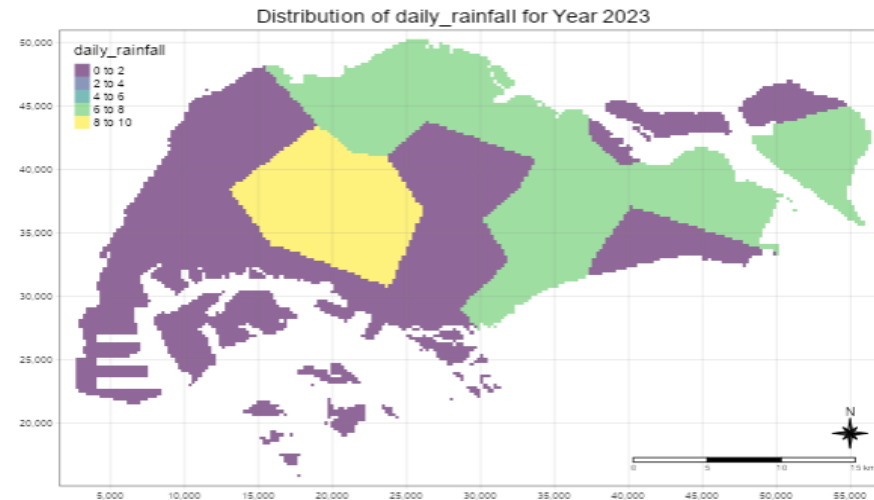 Distribution of daily_rainfall for Year 2023
50,000
45,000
40,000
35,000
30,000
25,000
20,000
daily_rainfall
0 to 2
2 to 4
4 to 6
6 to 8
8 to 10
N
0 5 10 15 km
5,000 10,000 15,000 20,000 25,000 30,000 35,000 40,000 45,000 50,000 55,000